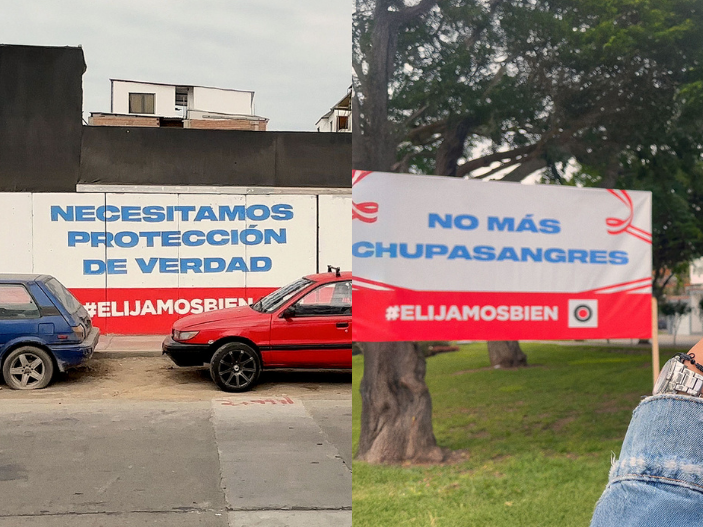 NECESITAMOS
PROTECCIÓN
DE VERDAD
#ELIJAMOSBIEN
NO MÁS
CHUPASANGRES
#ELIJAMOSBIEN